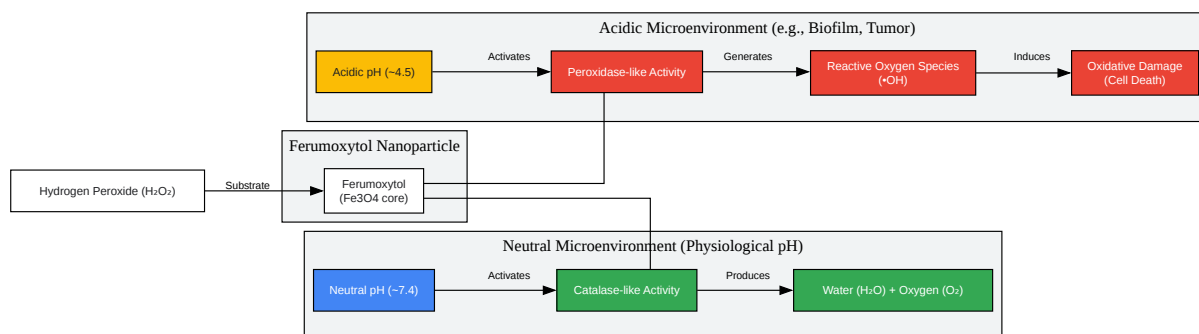 Acidic Microenvironment (e.g., Biofilm, Tumor)
Acidic pH (~4.5)
Activates
Peroxidase-like Activity
Generates
Reactive Oxygen Species
(•OH)
Induces
Oxidative Damage
(Cell Death)
Ferumoxytol Nanoparticle
Hydrogen Peroxide (H₂O₂)
Substrate
Ferumoxytol
(Fe3O4 core)
Neutral Microenvironment (Physiological pH)
Neutral pH (~7.4)
Activates
Catalase-like Activity
Produces
Water (H₂O) + Oxygen (O₂)